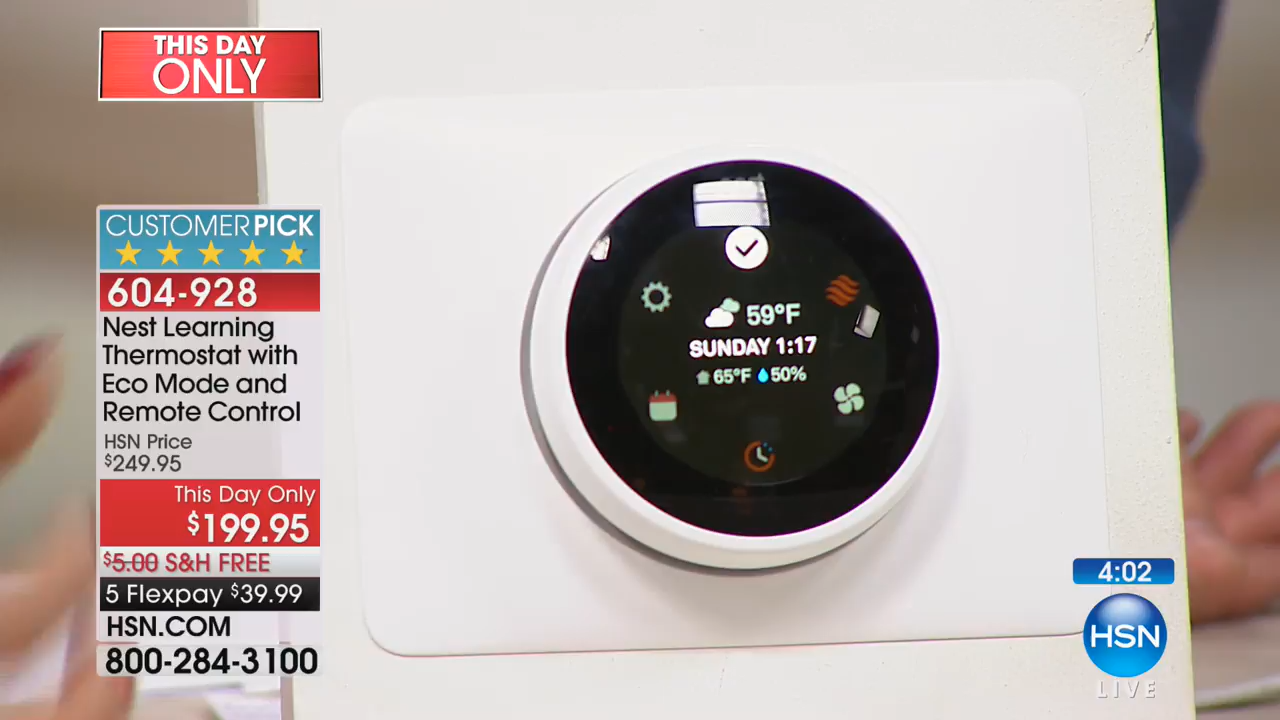 THIS DAY
ONLY
CUSTOMER PICK
604-928
Nest Learning
Thermostat with
Eco Mode and
Remote Control
HSN Price
$249.95
This Day Only
$199.95
$5.00 S&H FREE
5 Flexpay $39.99
HSN.COM
800-284-3100
59°F
SUNDAY 1:17
65°F 50%
4:02
HSN
LIVE